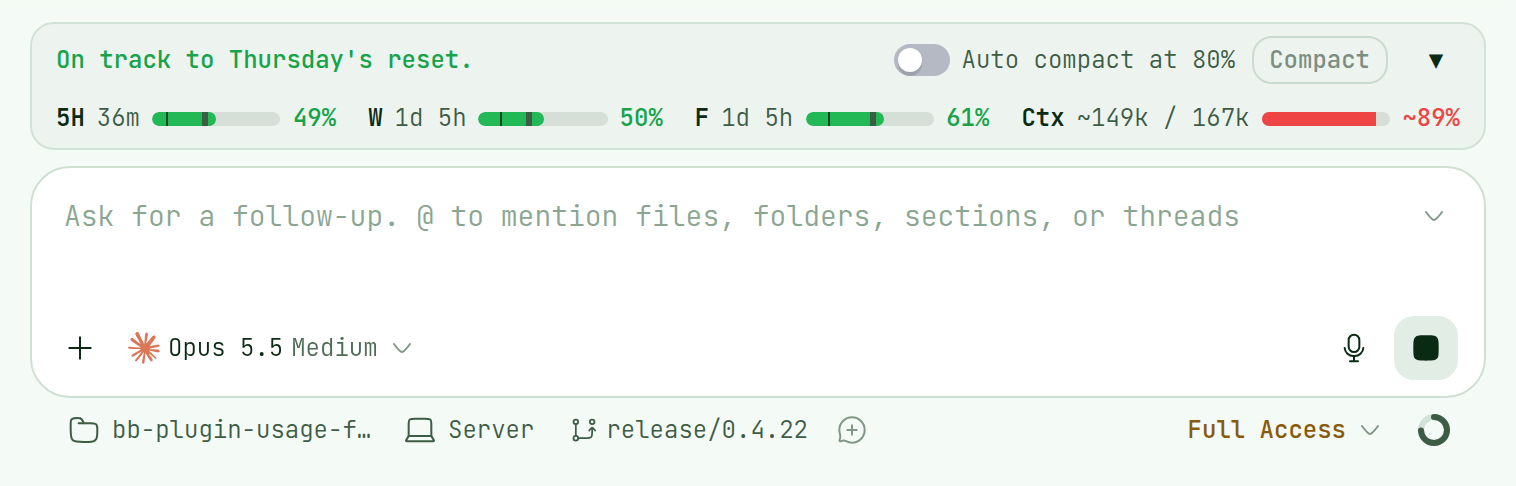 On track to Thursday's reset. Auto compact at 80% Compact
5H 36m 49% W 1d 5h 50% F 1d 5h 61% Ctx ~149k / 167k ~89%
Ask for a follow-up. @ to mention files, folders, sections, or threads
Opus 5.5 Medium
bb-plugin-usage-f… Server release/0.4.22 Full Access